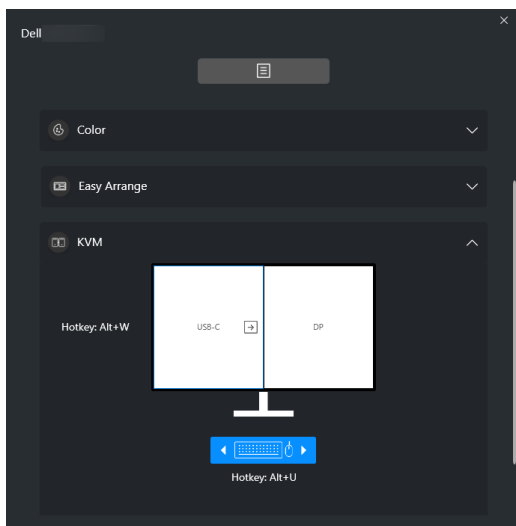 Dell
Color
Easy Arrange
KVM
Hotkey: Alt+W
USB-C
DP
Hotkey: Alt+U